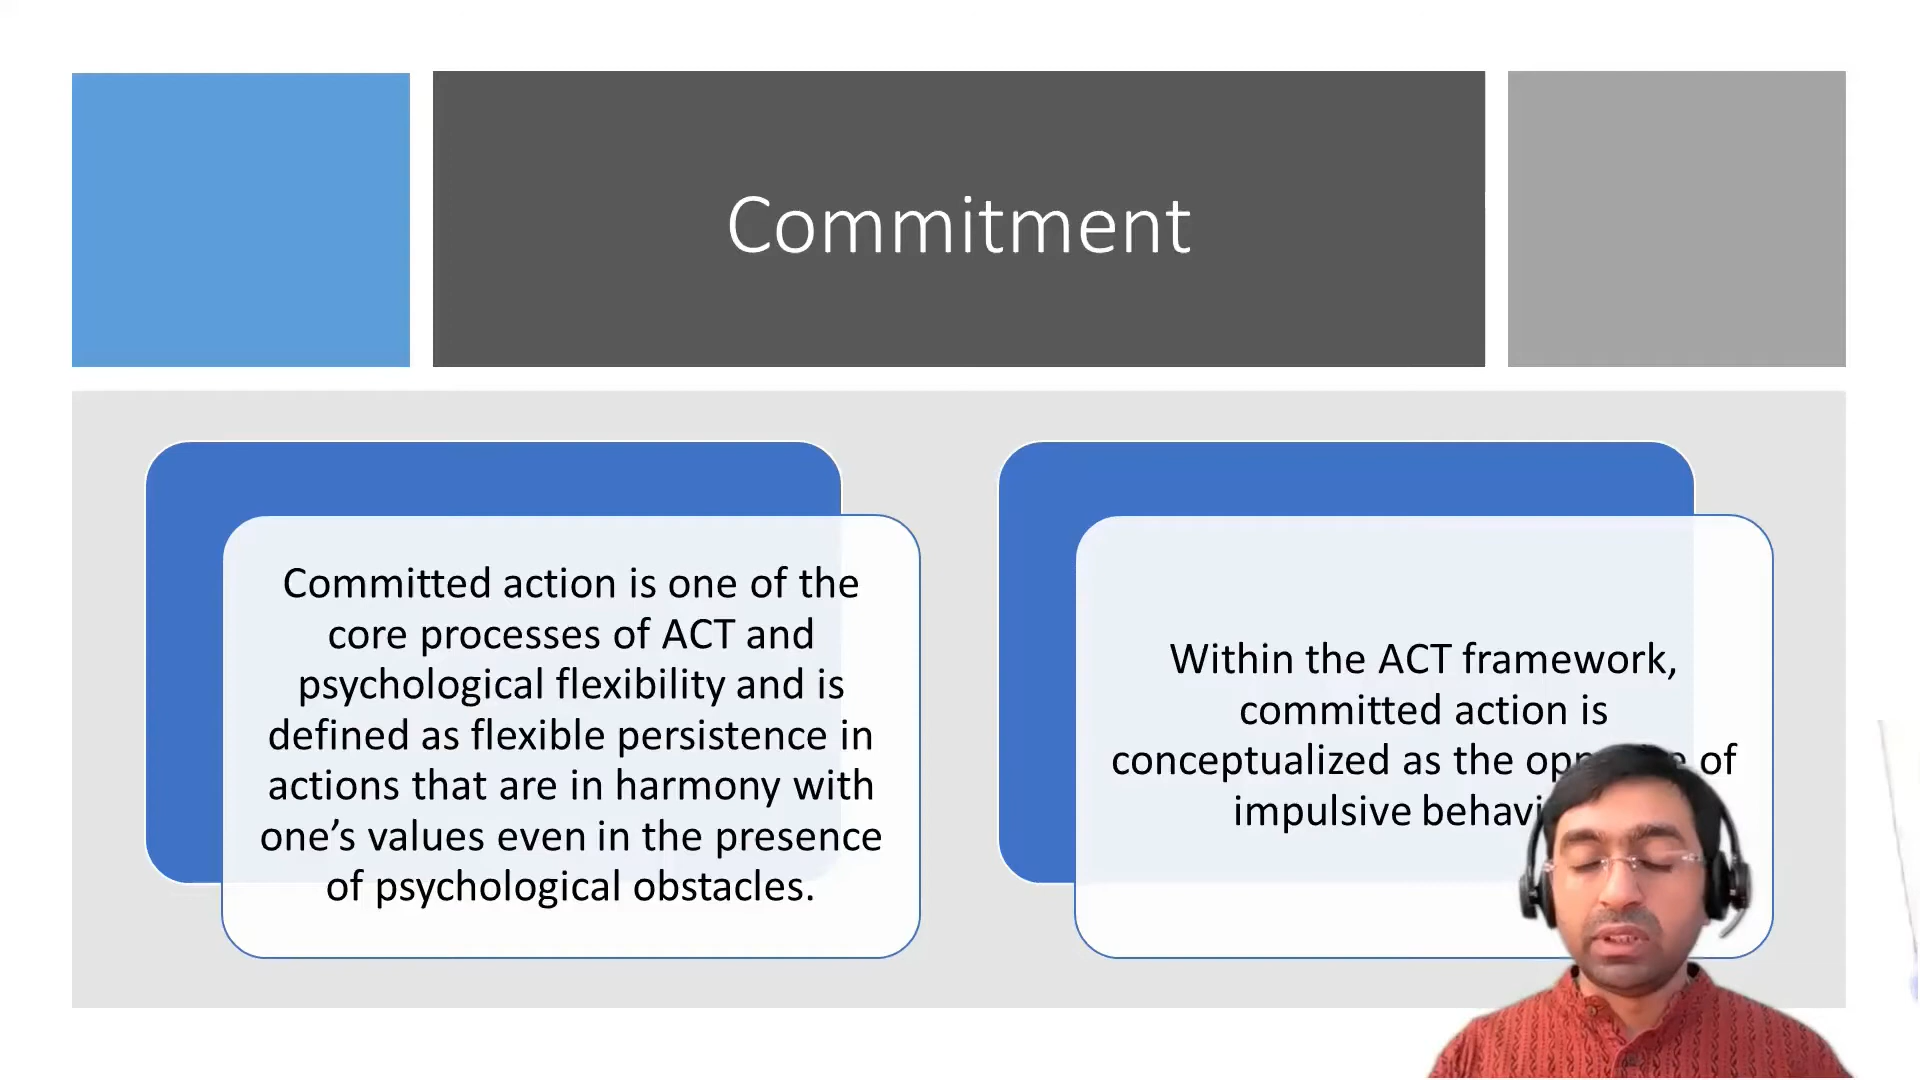 Commitment
Committed action is one of the
core processes of ACT and
psychological flexibility and is
defined as flexible persistence in
actions that are in harmony with
one’s values even in the presence
of psychological obstacles.
Within the ACT framework,
committed action is
conceptualized as the of
impulsive